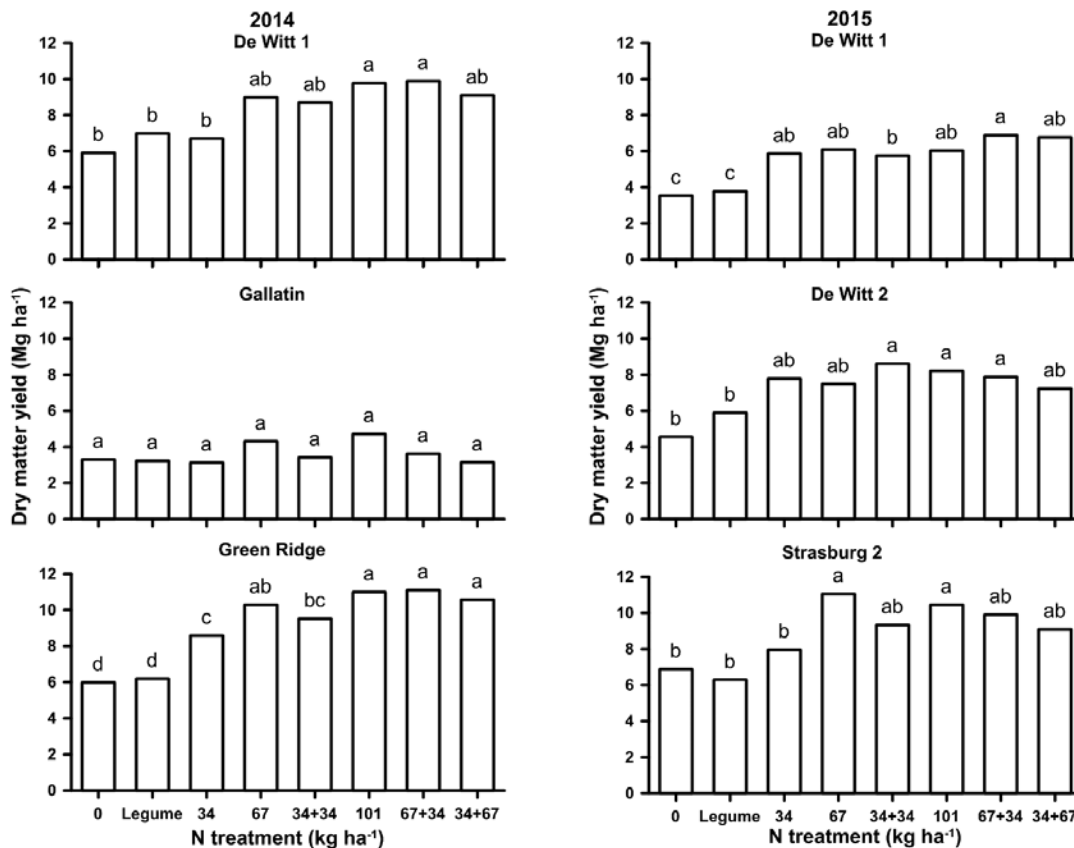 2014
De Witt 1
12
10
8
6
4
2
0
b b b ab ab a a ab
Gallatin
12
10
8
6
4
2
0
a a a a a a a a
Green Ridge
12
10
8
6
4
2
0
d d c ab bc a a a
Dry matter yield (Mg ha⁻¹)
0 Legume 34 67 34+34 101 67+34 34+67
N treatment (kg ha⁻¹)
2015
De Witt 1
12
10
8
6
4
2
0
c c ab ab b ab a ab
De Witt 2
12
10
8
6
4
2
0
b b ab ab a a a ab
Strasburg 2
12
10
8
6
4
2
0
b b b a ab a ab ab
Dry matter yield (Mg ha⁻¹)
0 Legume 34 67 34+34 101 67+34 34+67
N treatment (kg ha⁻¹)